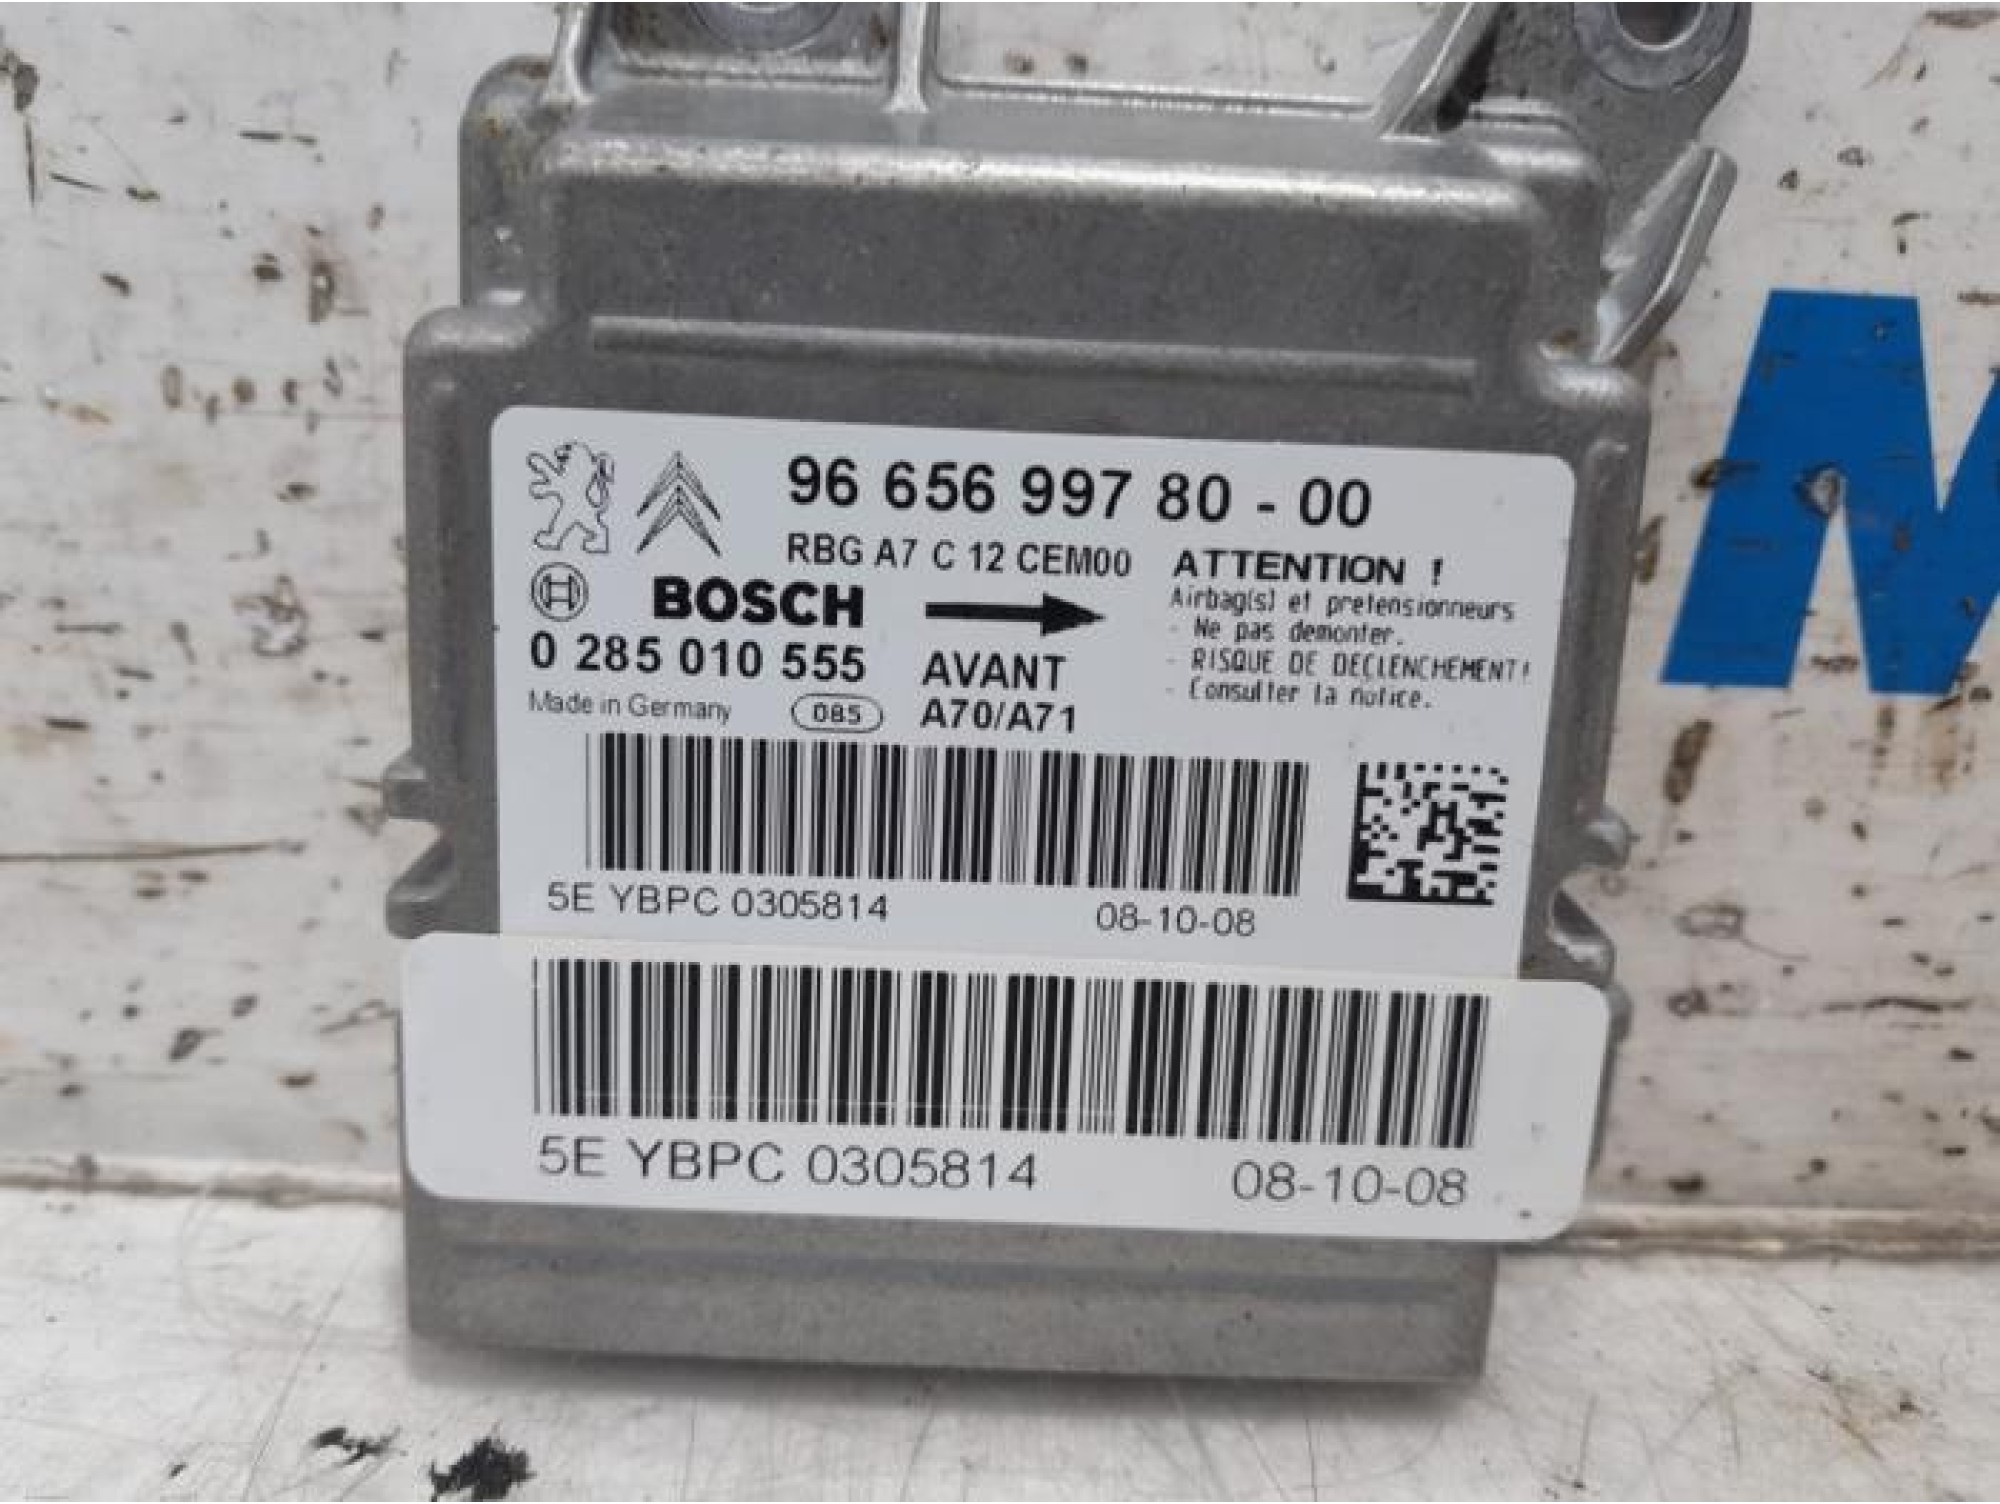 96 656 997 80 - 00
RBG A7 C 12 CEM00
ATTENTION !
Airbag(s) et pretensionneurs
- Ne pas demonter.
- RISQUE DE DECLENCHEMENT!
- Consulter la notice.
BOSCH
0 285 010 555
AVANT
Made in Germany
085
A70/A71
5E YBPC 0305814
08-10-08
5E YBPC 0305814
08-10-08